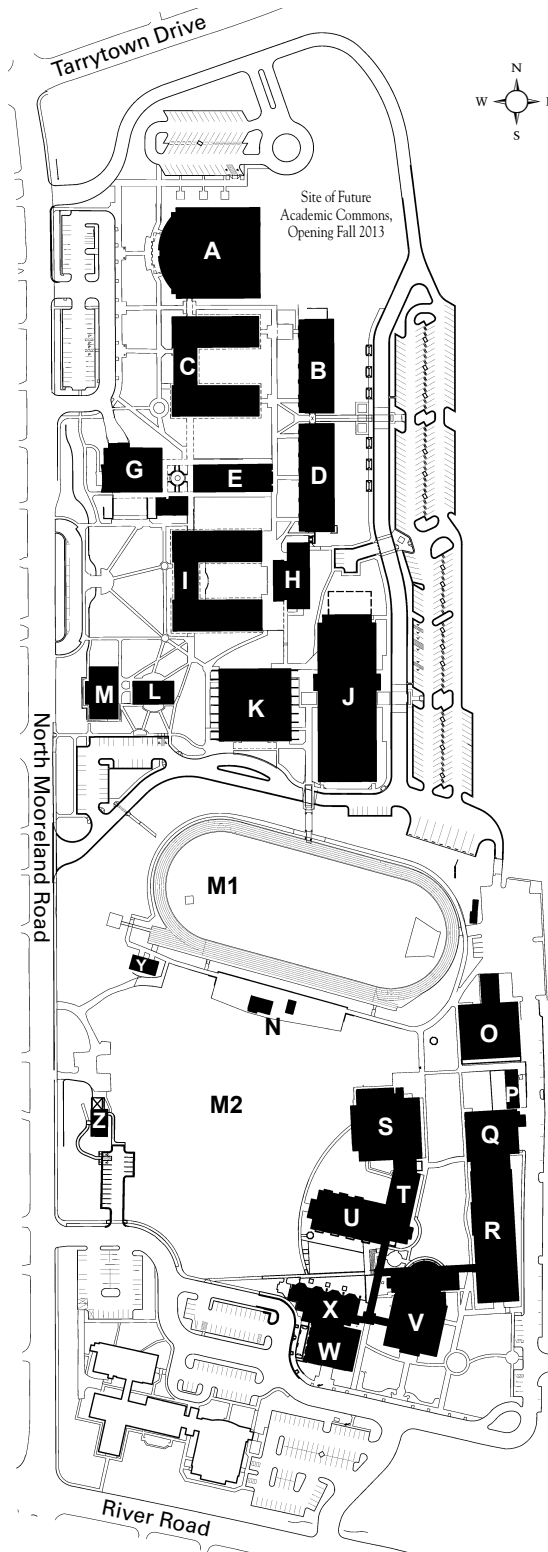 Tarrytown Drive
N
W
E
S
Site of Future
Academic Commons,
Opening Fall 2013
A
B
C
D
G
E
I
H
M
L
K
J
North Mooreland Road
M1
Y
N
O
M2
P
Z
S
Q
T
U
R
X
V
W
River Road